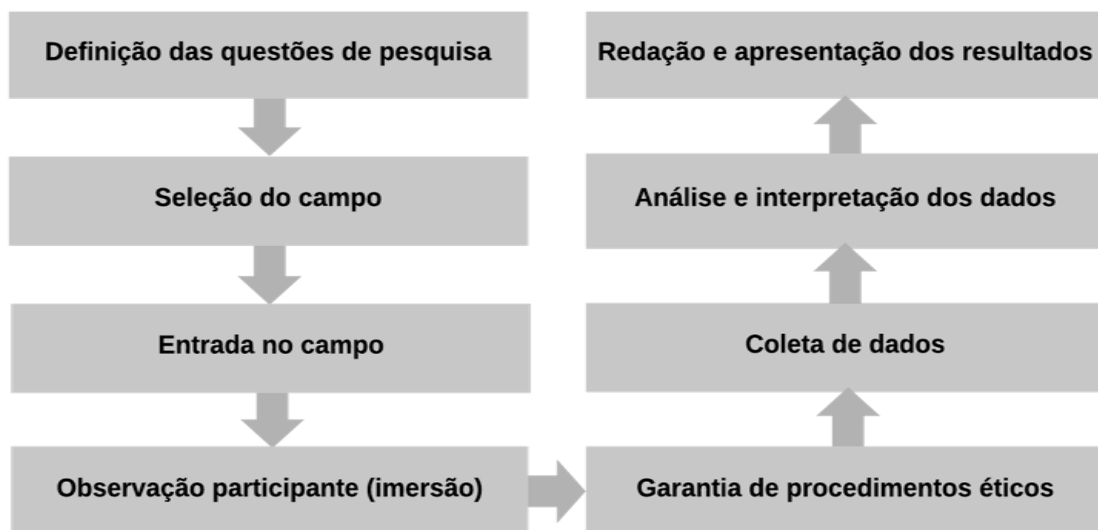 Definição das questões de pesquisa
Seleção do campo
Entrada no campo
Observação participante (imersão)
Garantia de procedimentos éticos
Coleta de dados
Análise e interpretação dos dados
Redação e apresentação dos resultados